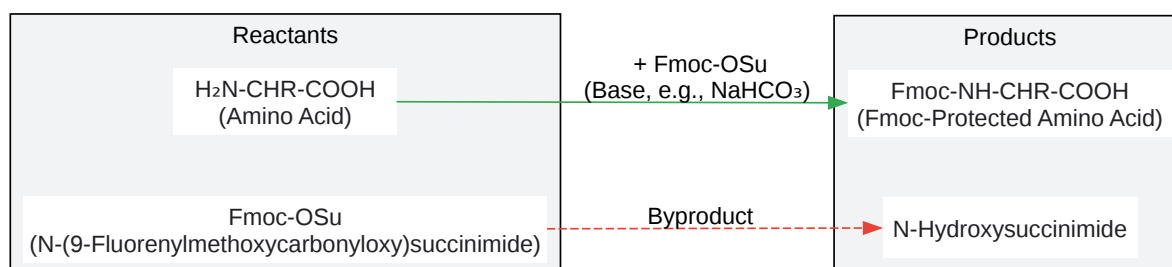 Reactants
H₂N-CHR-COOH
(Amino Acid)
Fmoc-OSu
(N-(9-Fluorenylmethoxycarbonyloxy)succinimide)
+ Fmoc-OSu
(Base, e.g., NaHCO₃)
Byproduct
Products
Fmoc-NH-CHR-COOH
(Fmoc-Protected Amino Acid)
N-Hydroxysuccinimide